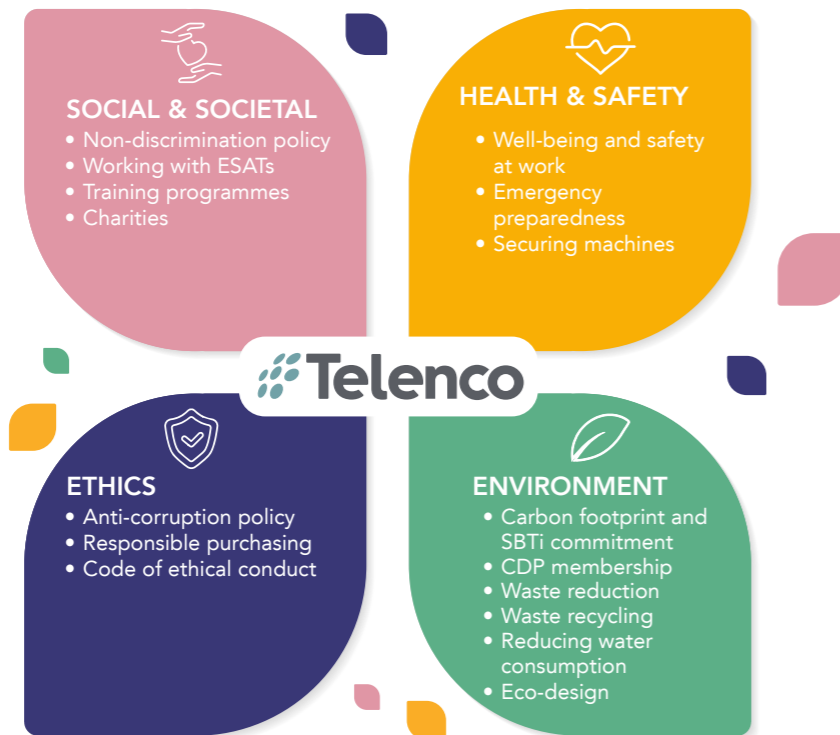 SOCIAL & SOCIETAL
• Non-discrimination policy
• Working with ESATs
• Training programmes
• Charities
HEALTH & SAFETY
• Well-being and safety
at work
• Emergency
preparedness
• Securing machines
Telenco
ETHICS
• Anti-corruption policy
• Responsible purchasing
• Code of ethical conduct
ENVIRONMENT
• Carbon footprint and
SBTi commitment
• CDP membership
• Waste reduction
• Waste recycling
• Reducing water
consumption
• Eco-design